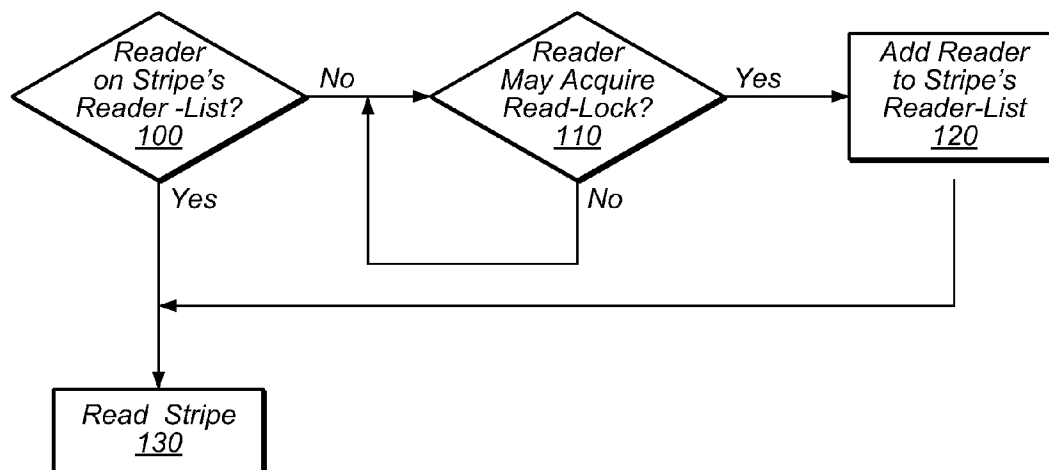 Reader
on Stripe's
Reader -List?
100
No
Reader
May Acquire
Read-Lock?
110
Yes
Add Reader
to Stripe's
Reader-List
120
Yes
No
Read Stripe
130